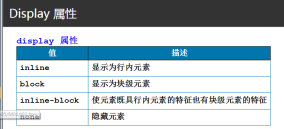 Display 属性
display 属性
值 描述
inline 显示为行内元素
block 显示为块级元素
inline-block 使元素既具行内元素的特征也有块级元素的特征
none 隐藏元素